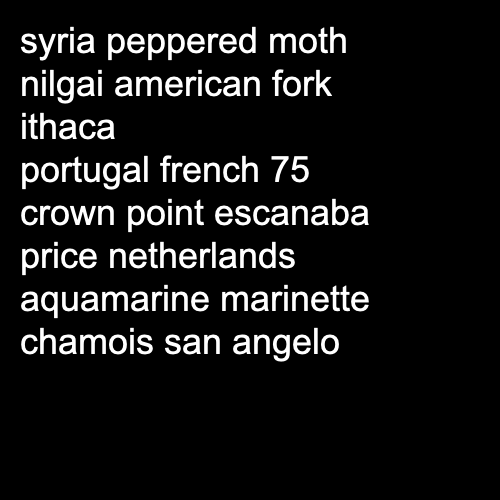 syria peppered moth
nilgai american fork
ithaca
portugal french 75
crown point escanaba
price netherlands
aquamarine marinette
chamois san angelo